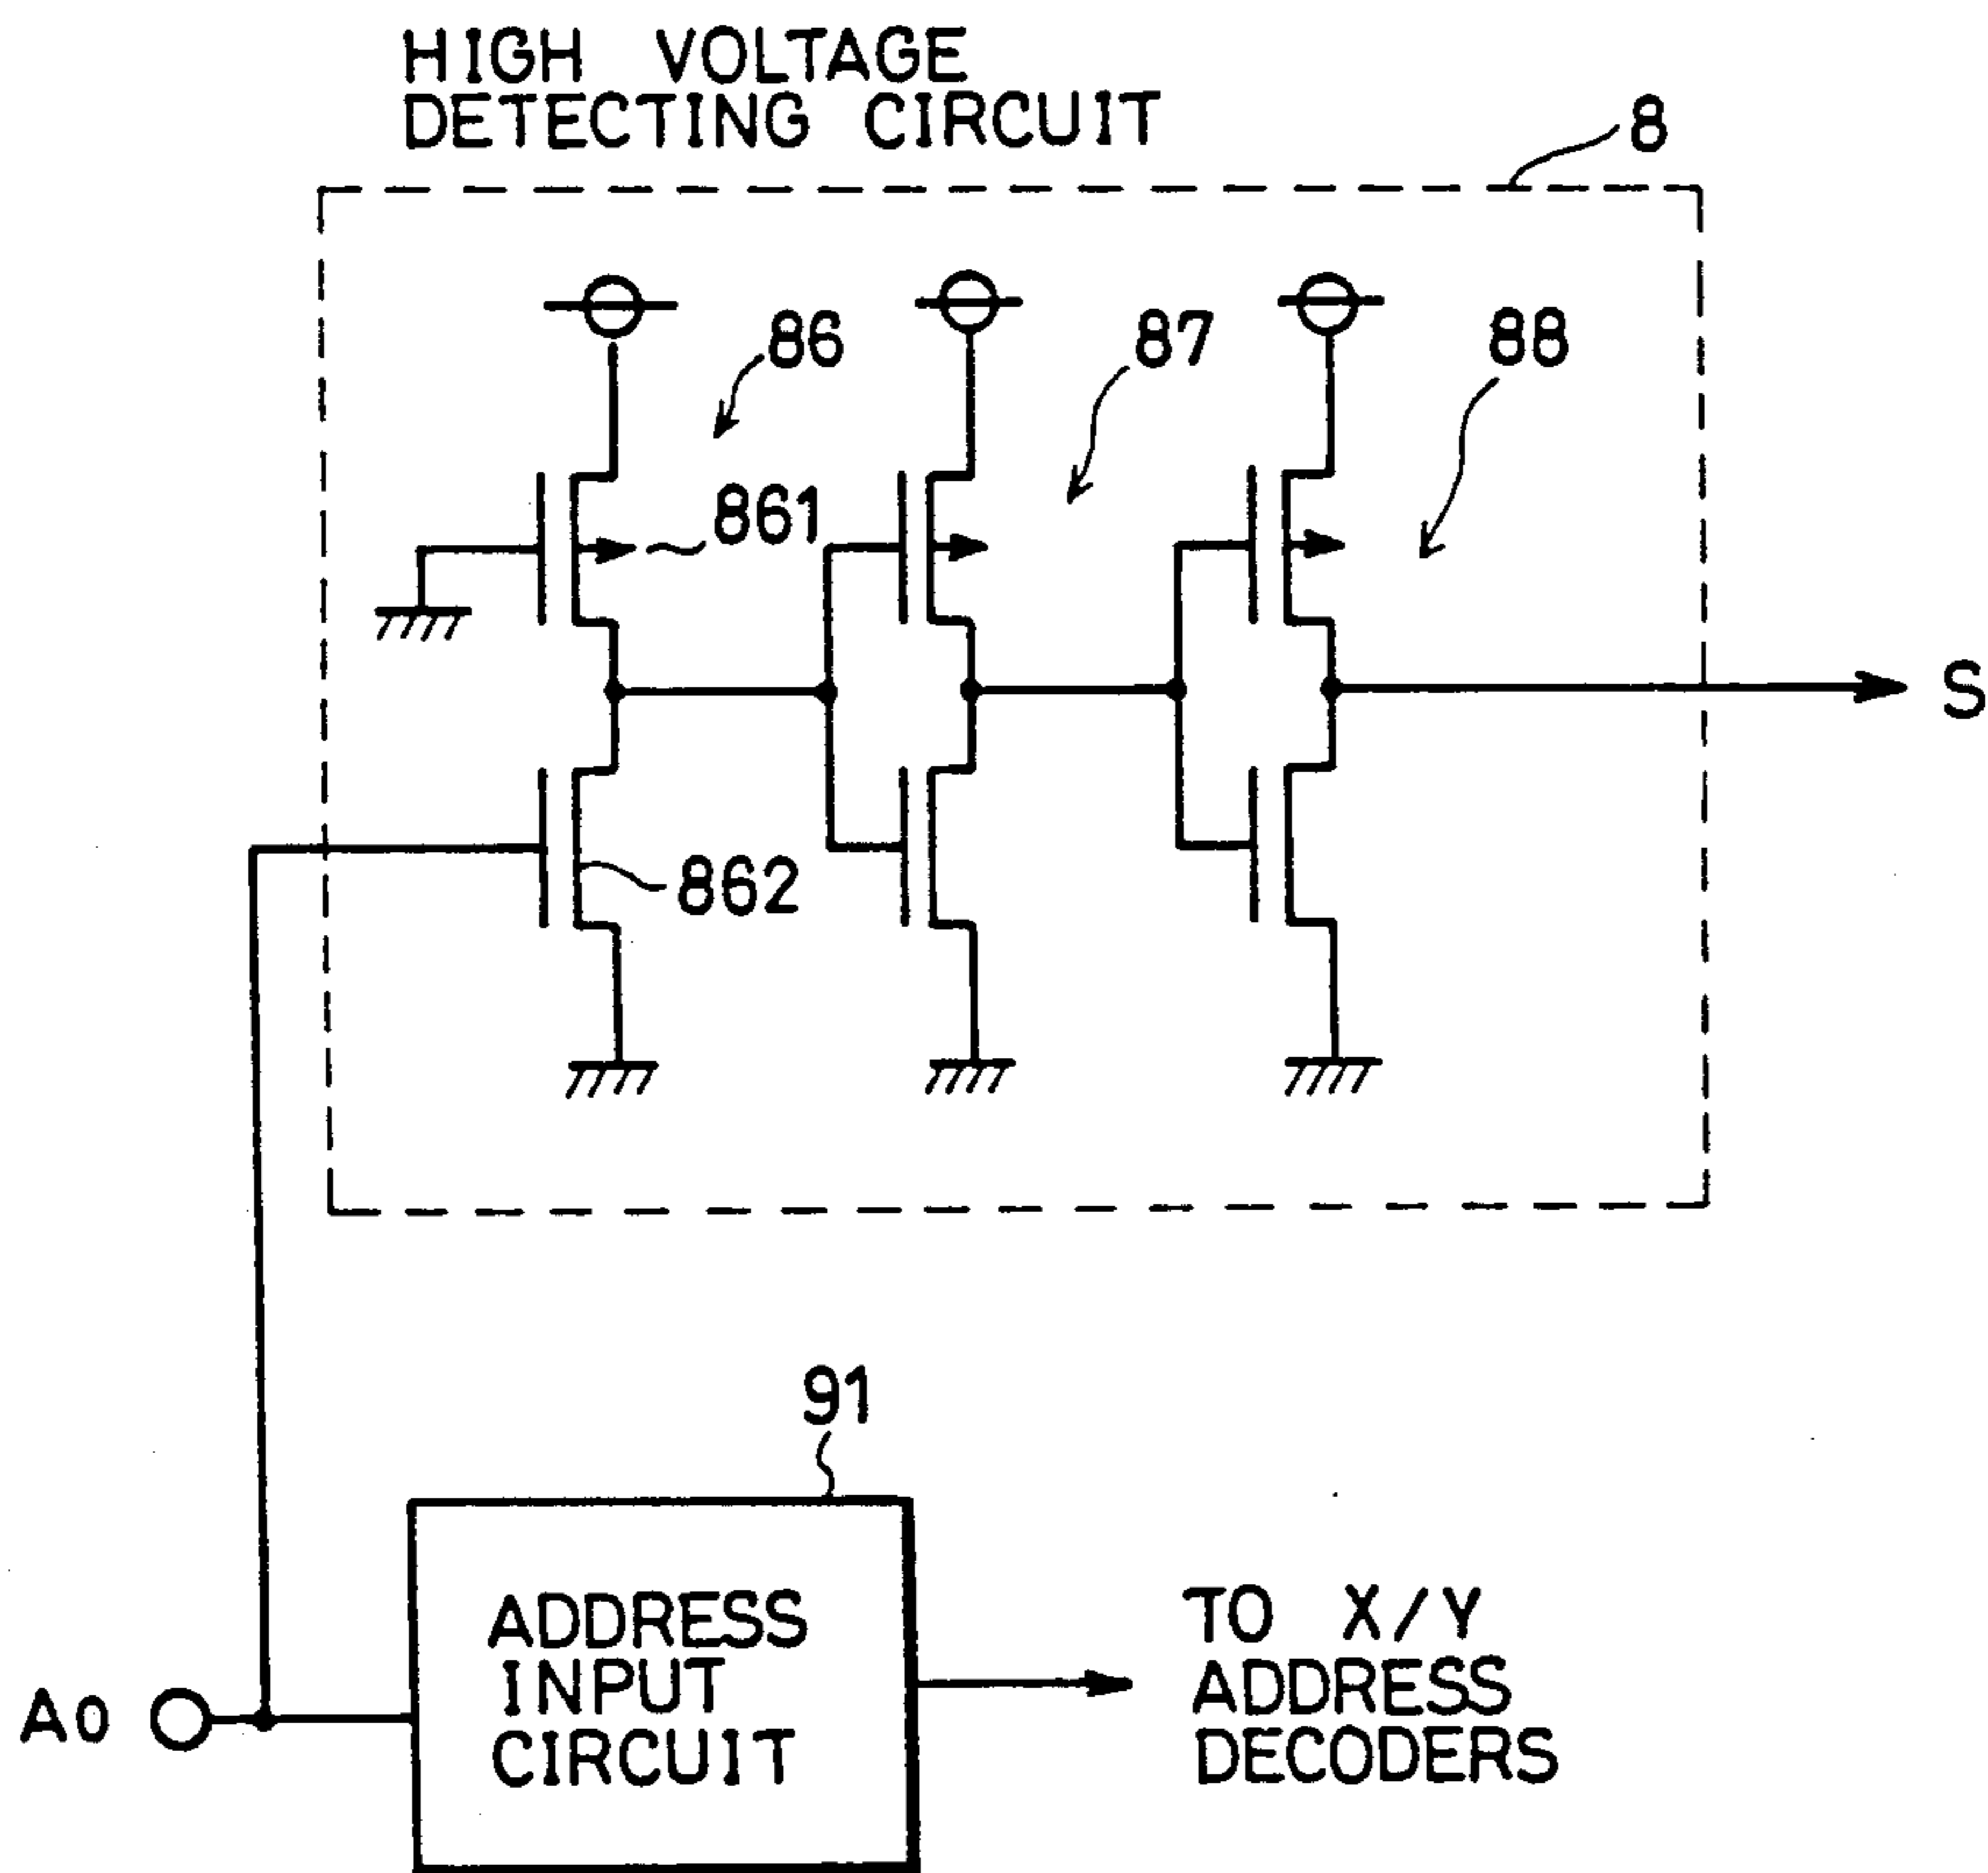 HIGH VOLTAGE
DETECTING CIRCUIT
8
86
87
88
861
S
862
91
ADDRESS
INPUT
CIRCUIT
TO X/Y
ADDRESS
DECODERS
A0